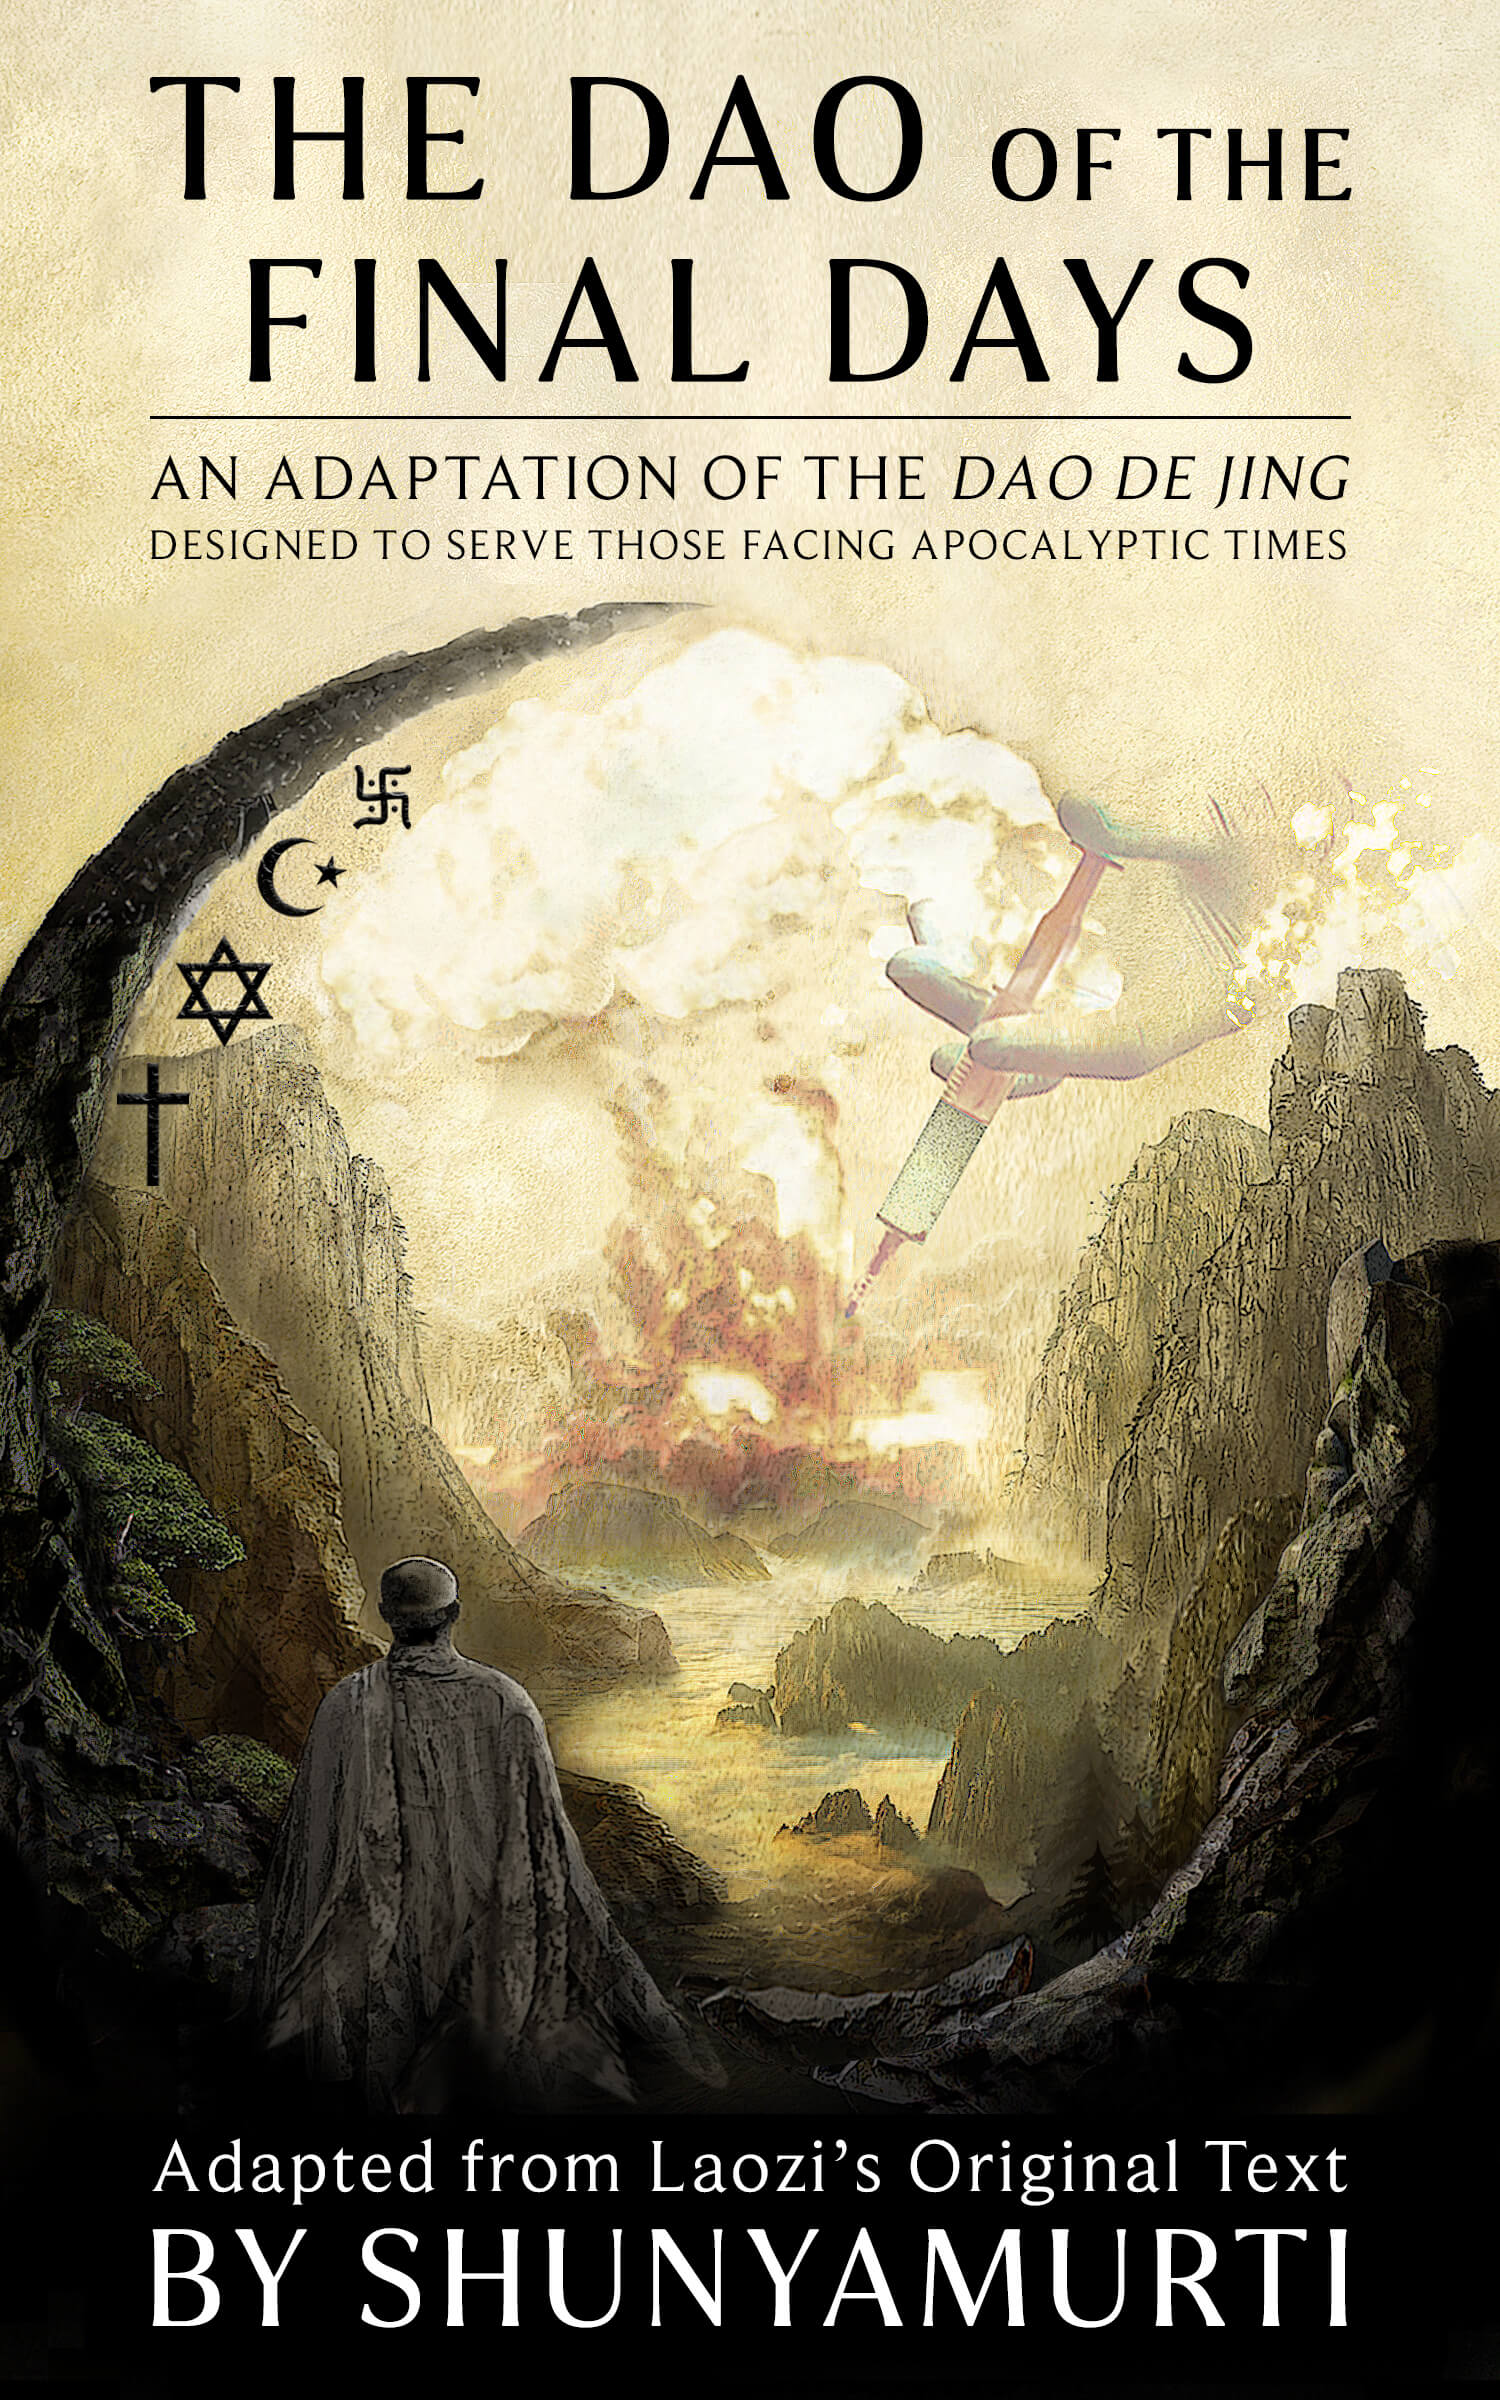 THE DAO OF THE
FINAL DAYS
AN ADAPTATION OF THE DAO DE JING
DESIGNED TO SERVE THOSE FACING APOCALYPTIC TIMES
Adapted from Laozi’s Original Text
BY SHUNYAMURTI